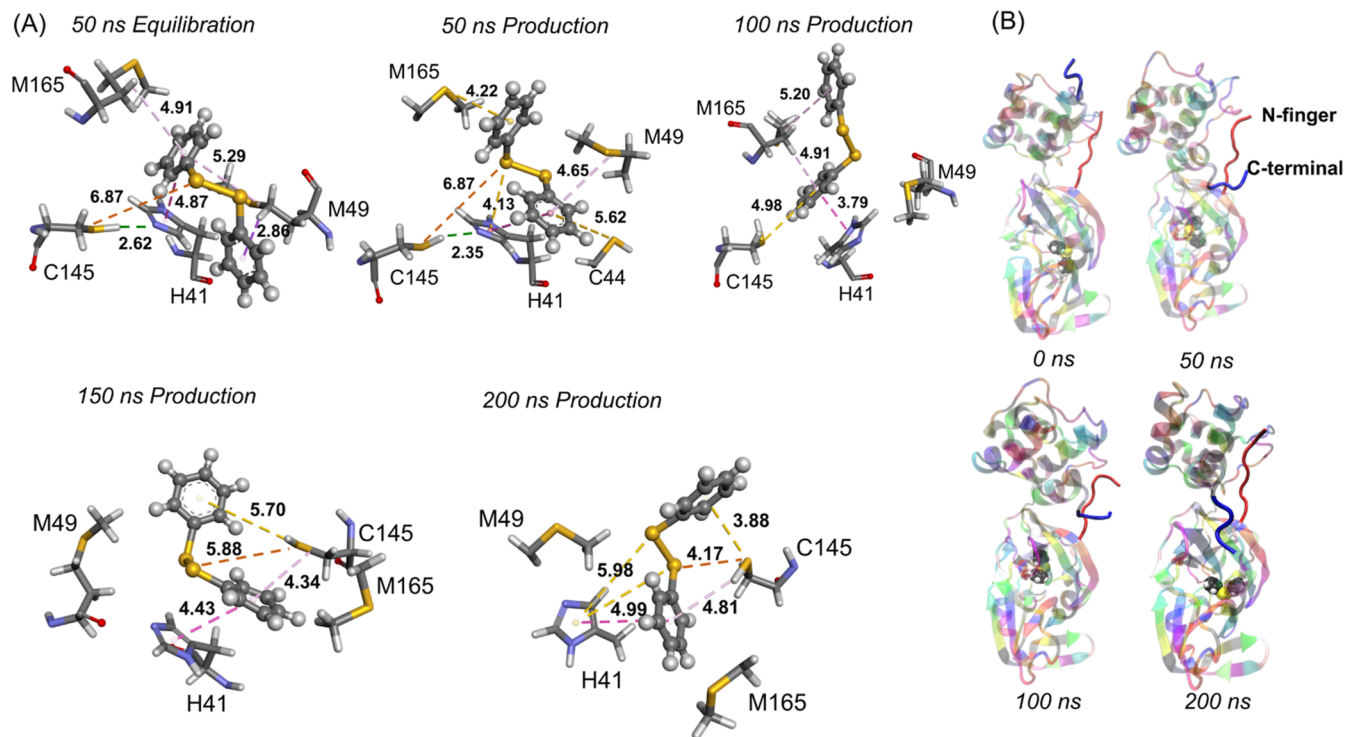 (A)
50 ns Equilibration
50 ns Production
100 ns Production
(B)
M165
4.91
5.29
6.87
4.87
2.62
2.86
M49
C145
H41
M165
4.22
M49
4.65
6.87
4.13
5.62
2.35
C145
C44
H41
5.20
M165
4.91
M49
4.98
3.79
C145
H41
N-finger
C-terminal
0 ns
50 ns
150 ns Production
200 ns Production
M49
5.70
C145
5.88
4.34
M165
4.43
H41
M49
3.88
C145
4.17
5.98
4.99
4.81
H41
M165
100 ns
200 ns